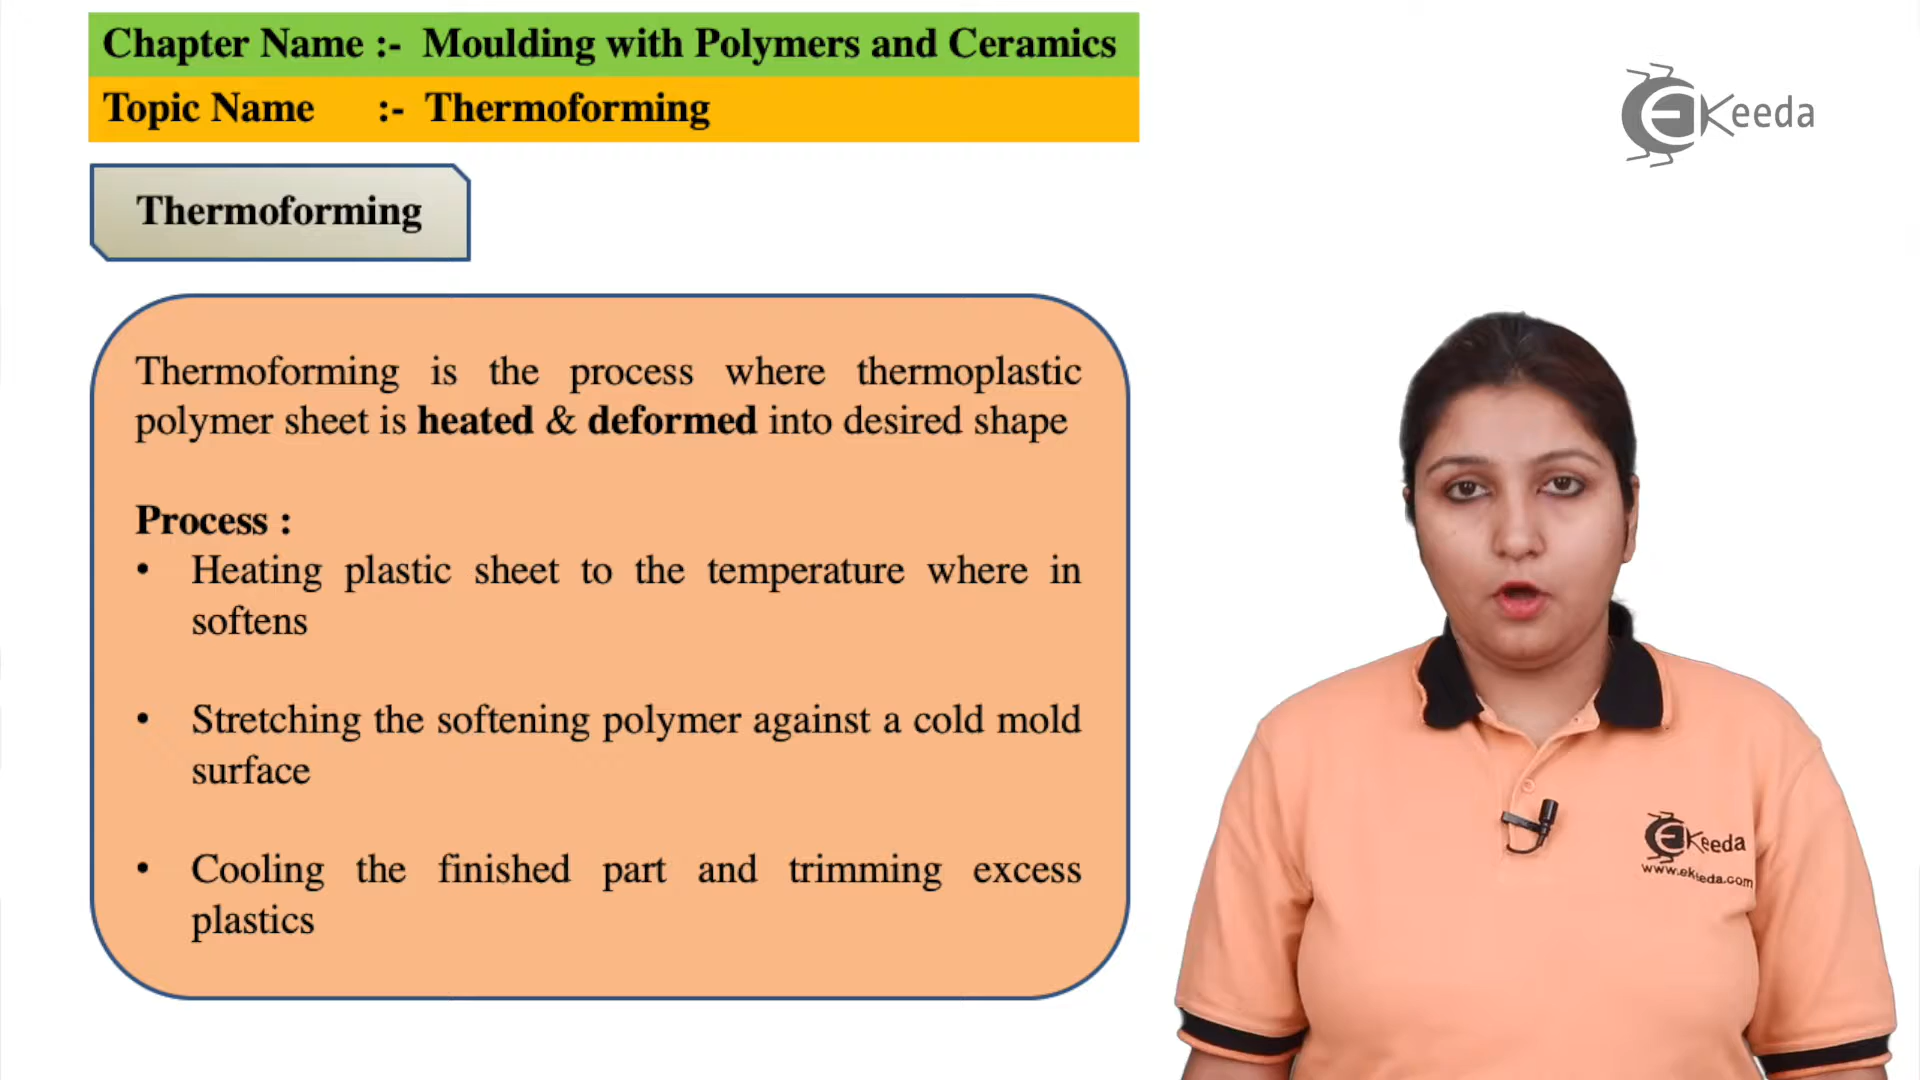 Chapter Name :- Moulding with Polymers and Ceramics
Topic Name :- Thermoforming
Keeda
Thermoforming
Thermoforming is the process where thermoplastic
polymer sheet is heated & deformed into desired shape
Process :
• Heating plastic sheet to the temperature where in
softens
• Stretching the softening polymer against a cold mold
surface
• Cooling the finished part and trimming excess
plastics
Keeda
www.ekeeda.com